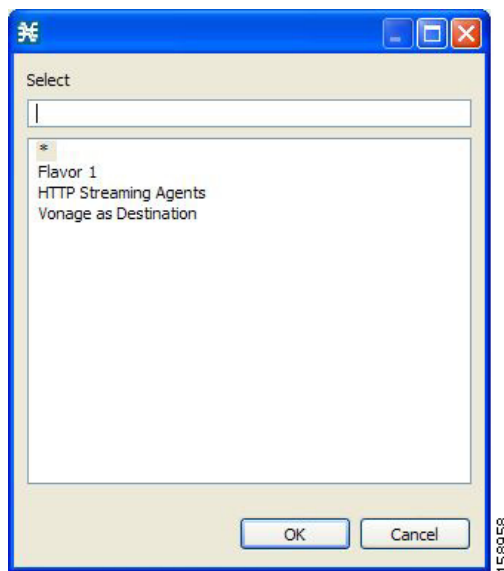 Select
*
Flavor 1
HTTP Streaming Agents
Vonage as Destination
OK
Cancel
158958